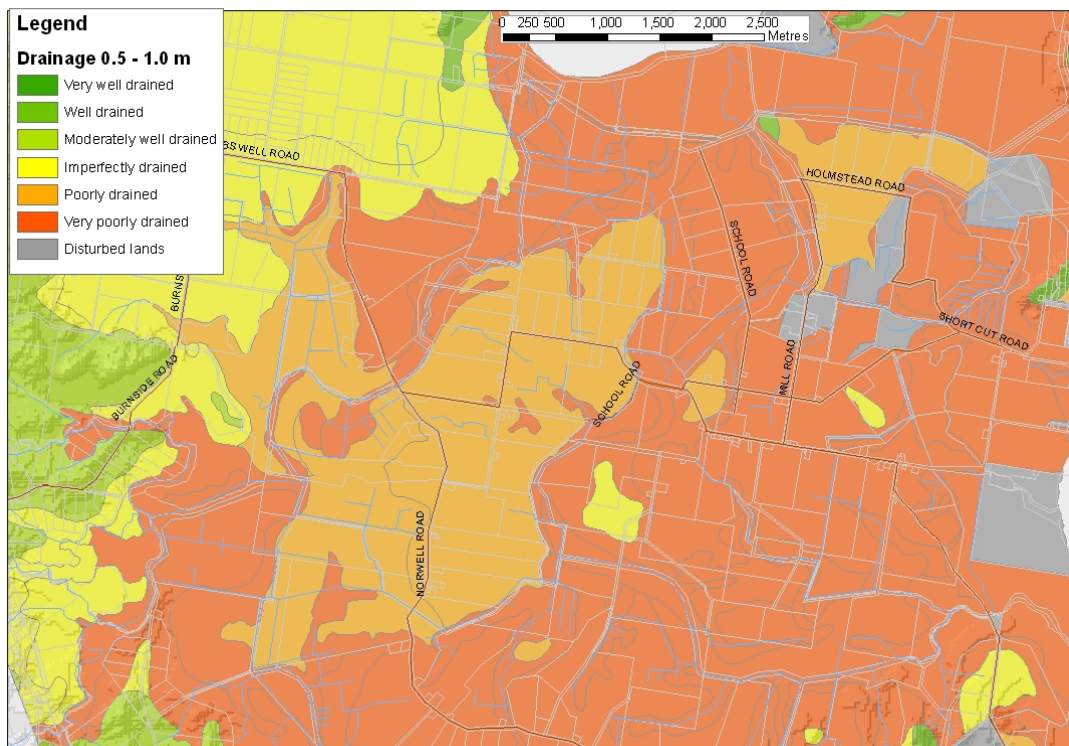 Legend
Drainage 0.5 - 1.0 m
Very well drained
Well drained
Moderately well drained
Imperfectly drained
Poorly drained
Very poorly drained
Disturbed lands
0 250 500 1,000 1,500 2,000 2,500
Metres
BSWELL ROAD
HOLMSTEAD ROAD
SCHOOL ROAD
BURNS
SHORT CUT ROAD
MILL ROAD
BURNSIDE ROAD
SCHOOL ROAD
NORWELL ROAD